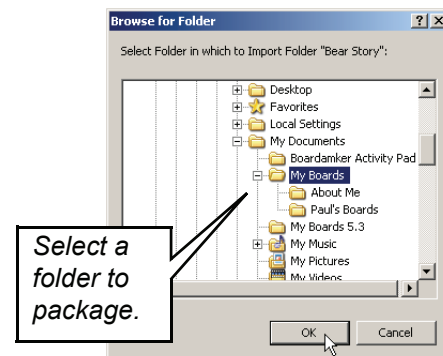 Browse for Folder
Select Folder in which to Import Folder "Bear Story":
Desktop
Favorites
Local Settings
My Documents
Boardamker Activity Pad
My Boards
About Me
Paul's Boards
My Boards 5.3
My Music
My Pictures
My Videos
Select a
folder to
package.
OK
Cancel